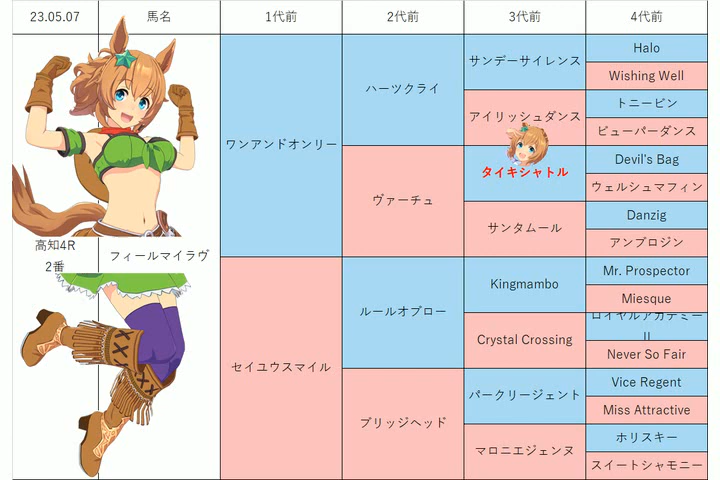 23.05.07 馬名 1代前 2代前 3代前 4代前
高知4R
2番
フィールマイラヴ
ワンアンドオンリー
セイユウスマイル
ハーツクライ
ヴァーチュ
ルールオブロー
ブリッジヘッド
サンデーサイレンス
アイリッシュダンス
タイキシャトル
サンタムール
Kingmambo
Crystal Crossing
パークリージェント
マロニエジェンヌ
Halo
Wishing Well
トニービン
ビューパーダンス
Devil's Bag
ウェルシュマフィン
Danzig
アンブロジン
Mr. Prospector
Miesque
ロイヤルアカデミー
II
Never So Fair
Vice Regent
Miss Attractive
ホリスキー
スイートシャモニー